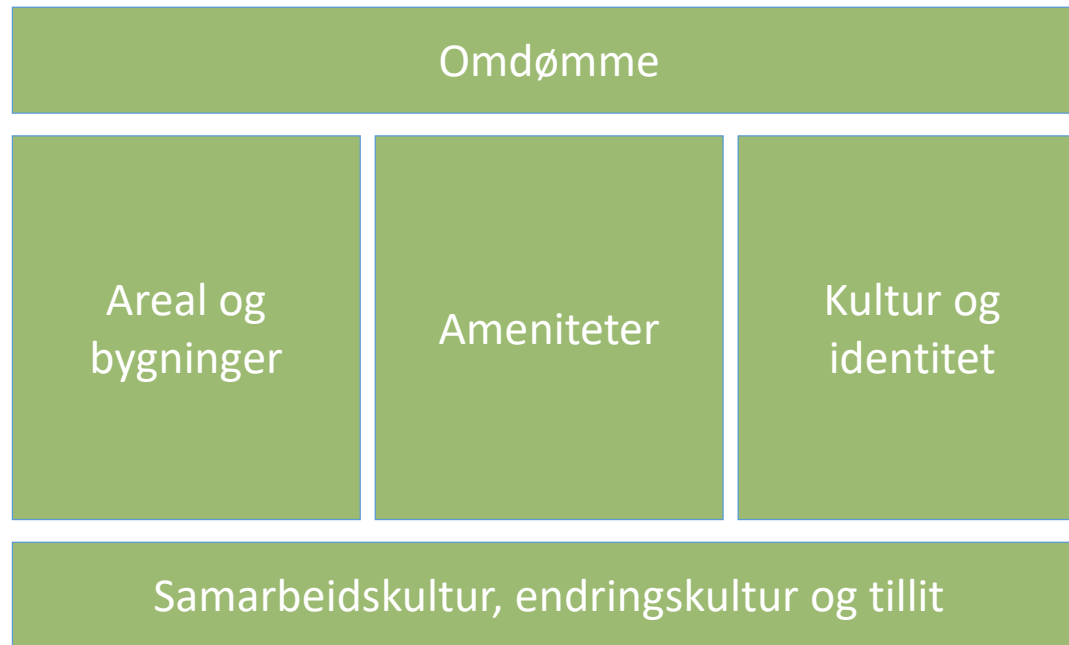 Omdømme
Areal og
bygninger
Ameniteter
Kultur og
identitet
Samarbeidskultur, endringskultur og tillit